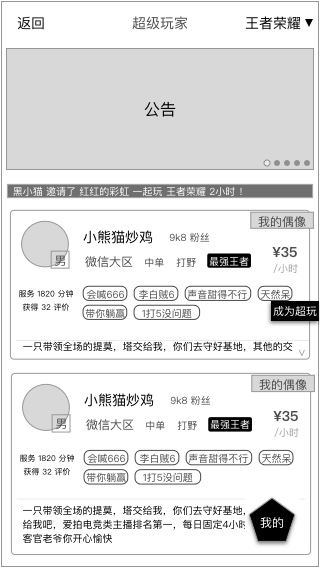 返回 超级玩家 王者荣耀▼
公告
黑小猫 邀请了 红红的彩虹 一起玩 王者荣耀 2小时！
我的偶像
小熊猫炒鸡 9k8 粉丝
¥35
男 微信大区 中单 打野 最强王者
/小时
服务 1820 分钟 会喊666 李白贼6 声音甜得不行 天然呆
获得 32 评价 带你躺赢 1打5没问题
成为超玩
一只带领全场的提莫，塔交给我，你们去守好基地，其他的交
我的偶像
小熊猫炒鸡 9k8 粉丝
¥35
男 微信大区 中单 打野 最强王者
/小时
服务 1820 分钟 会喊666 李白贼6 声音甜得不行 天然呆
获得 32 评价 带你躺赢 1打5没问题
一只带领全场的提莫，塔交给我，你们去守好基地，
给我吧，爱拍电竞类主播排名第一，每日固定4小时
客官老爷你开心愉快
我的